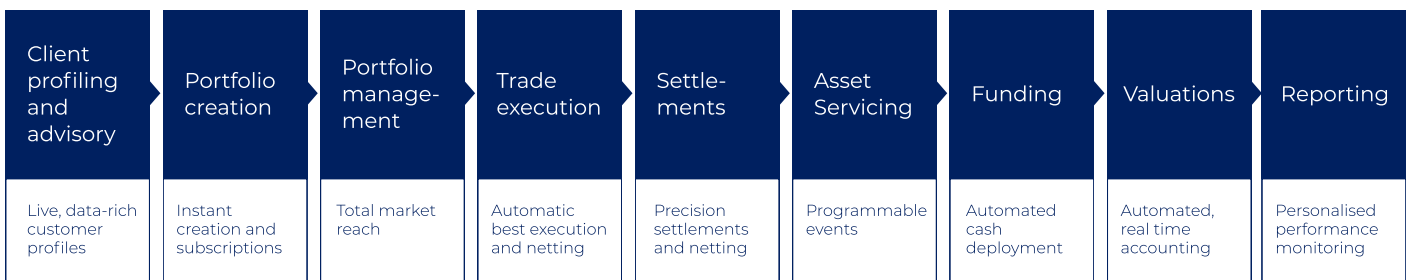 Client
profiling
and
advisory
Live, data-rich
customer
profiles
Portfolio
creation
Instant
creation and
subscriptions
Portfolio
manage-
ment
Total market
reach
Trade
execution
Automatic
best execution
and netting
Settle-
ments
Precision
settlements
and netting
Asset
Servicing
Programmable
events
Funding
Automated
cash
deployment
Valuations
Automated,
real time
accounting
Reporting
Personalised
performance
monitoring